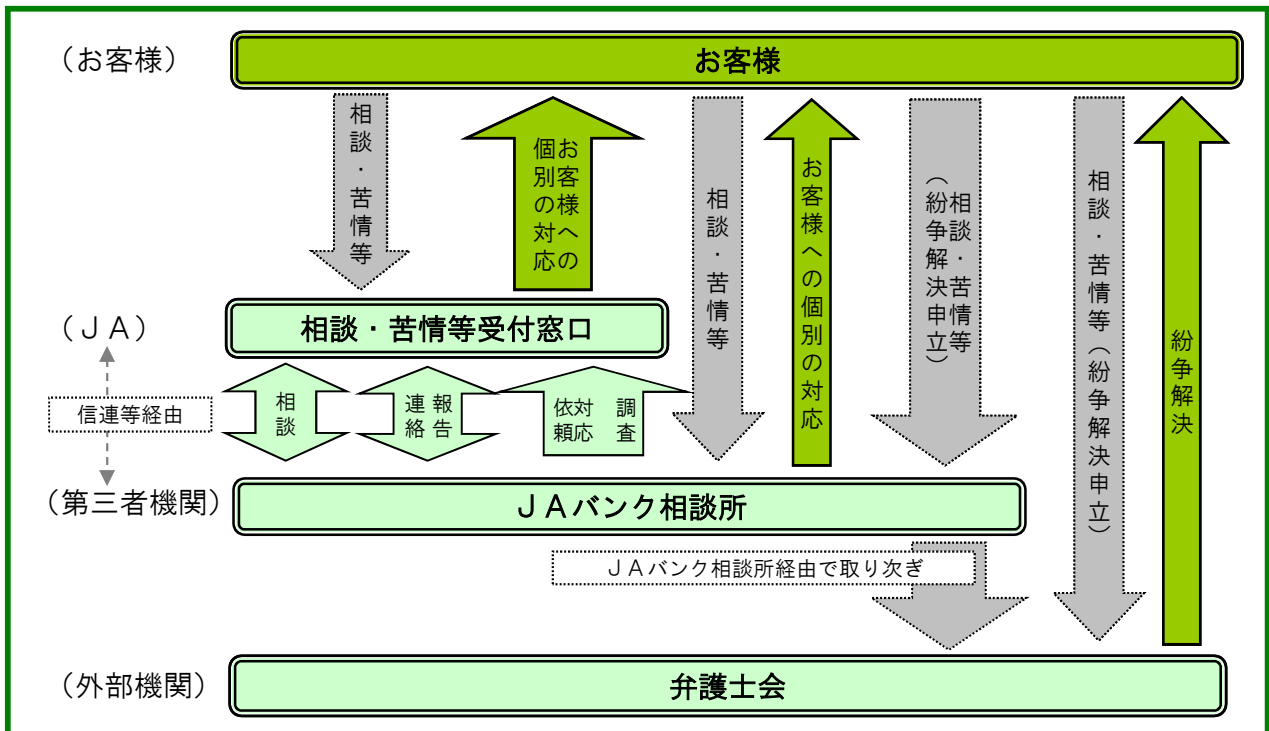 （お客様）
お客様
相談・苦情等
お客様への
個別の対応
相談・苦情等
お客様への個別の対応
相談・苦情等
（紛争解決申立）
相談・苦情等（紛争解決申立）
紛争解決
（ＪＡ）
相談・苦情等受付窓口
信連等経由
相談
報告
連絡
調査
対応
依頼
（第三者機関）
ＪＡバンク相談所
ＪＡバンク相談所経由で取り次ぎ
（外部機関）
弁護士会